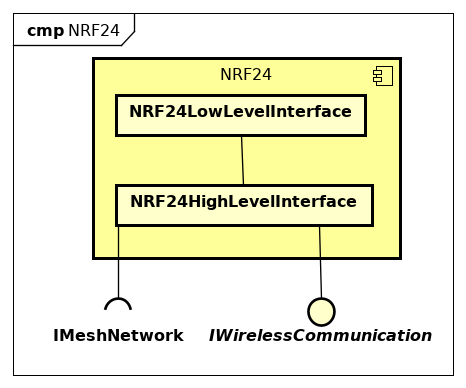 cmp NRF24
NRF24
NRF24LowLevelInterface
NRF24HighLevelInterface
IMeshNetwork IWirelessCommunication